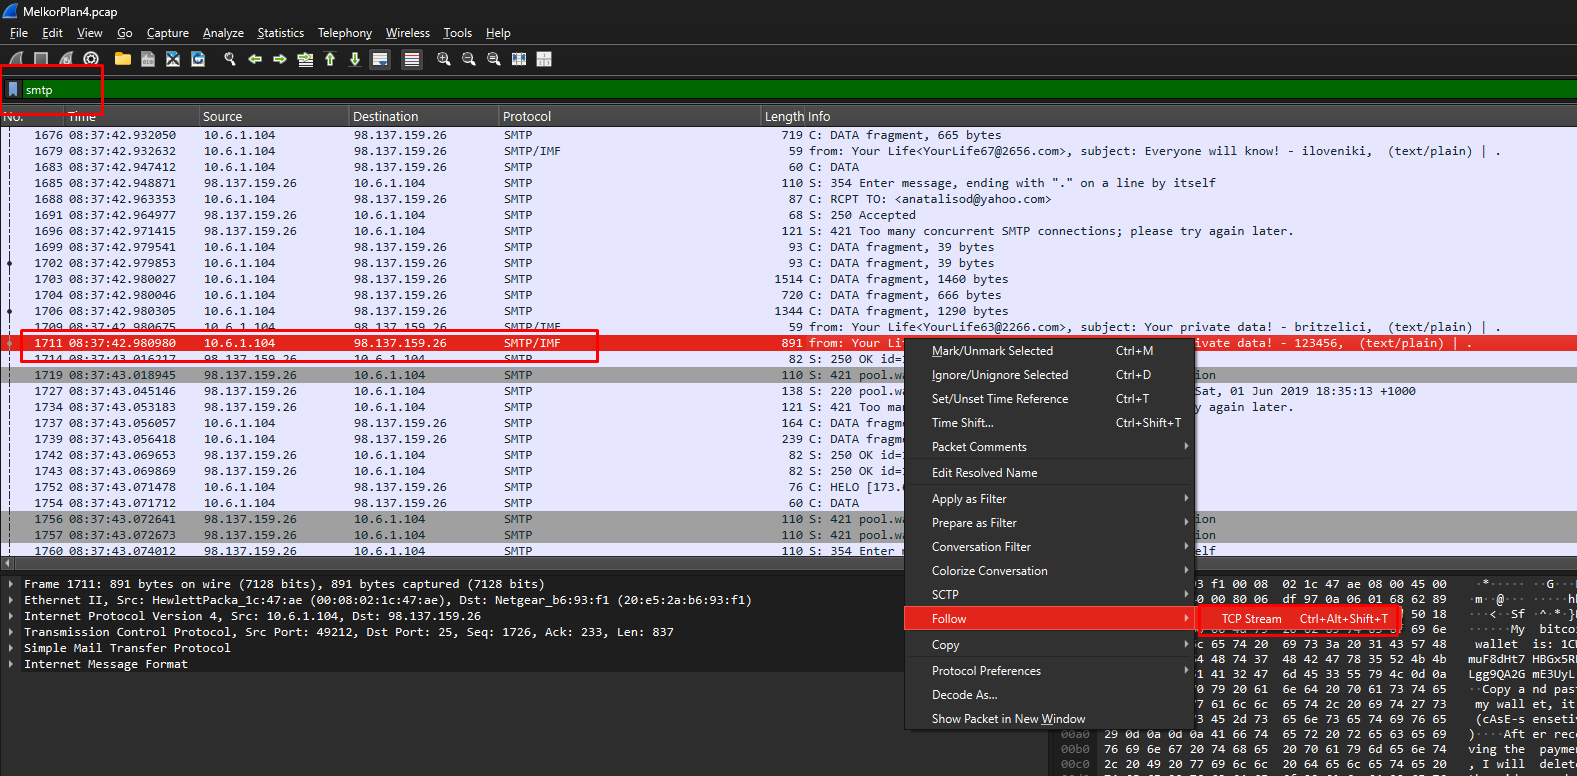 MelkorPlan4.pcap
File Edit View Go Capture Analyze Statistics Telephony Wireless Tools Help
smtp
No. Time Source Destination Protocol Length Info
1676 08:37:42.932050 10.6.1.104 98.137.159.26 SMTP 719 C: DATA fragment, 665 bytes
1679 08:37:42.932632 10.6.1.104 98.137.159.26 SMTP/IMF 59 from: Your Life<YourLife67@2656.com>, subject: Everyone will know! - iloveniki, (text/plain) | .
1683 08:37:42.947412 10.6.1.104 98.137.159.26 SMTP 60 C: DATA
1685 08:37:42.948871 98.137.159.26 10.6.1.104 SMTP 110 S: 354 Enter message, ending with "." on a line by itself
1688 08:37:42.963353 10.6.1.104 98.137.159.26 SMTP 87 C: RCPT TO: <anatalisod@yahoo.com>
1691 08:37:42.964977 98.137.159.26 10.6.1.104 SMTP 68 S: 250 Accepted
1696 08:37:42.971415 98.137.159.26 10.6.1.104 SMTP 121 S: 421 Too many concurrent SMTP connections; please try again later.
1699 08:37:42.979541 10.6.1.104 98.137.159.26 SMTP 93 C: DATA fragment, 39 bytes
1702 08:37:42.979853 10.6.1.104 98.137.159.26 SMTP 93 C: DATA fragment, 39 bytes
1703 08:37:42.980027 10.6.1.104 98.137.159.26 SMTP 1514 C: DATA fragment, 1460 bytes
1704 08:37:42.980046 10.6.1.104 98.137.159.26 SMTP 720 C: DATA fragment, 666 bytes
1706 08:37:42.980305 10.6.1.104 98.137.159.26 SMTP 1344 C: DATA fragment, 1290 bytes
1709 08:37:42.980675 10.6.1.104 98.137.159.26 SMTP/IMF 59 from: Your Life<YourLife63@2266.com>, subject: Your private data! - britzelici, (text/plain) | .
1711 08:37:42.980980 10.6.1.104 98.137.159.26 SMTP/IMF 891 from: Your Li rivate data! - 123456, (text/plain) | .
1714 08:37:43.016217 98.137.159.26 10.6.1.104 SMTP 82 S: 250 OK id=
1719 08:37:43.018945 98.137.159.26 10.6.1.104 SMTP 110 S: 421 pool.wa ion
1727 08:37:43.045146 98.137.159.26 10.6.1.104 SMTP 138 S: 220 pool.wa Sat, 01 Jun 2019 18:35:13 +1000
1734 08:37:43.053183 98.137.159.26 10.6.1.104 SMTP 121 S: 421 Too man y again later.
1737 08:37:43.056057 10.6.1.104 98.137.159.26 SMTP 164 C: DATA fragme
1739 08:37:43.056418 10.6.1.104 98.137.159.26 SMTP 239 C: DATA fragme
1742 08:37:43.069653 98.137.159.26 10.6.1.104 SMTP 82 S: 250 OK id=
1743 08:37:43.069869 98.137.159.26 10.6.1.104 SMTP 82 S: 250 OK id=
1752 08:37:43.071478 10.6.1.104 98.137.159.26 SMTP 76 C: HELO [173.
1754 08:37:43.071712 10.6.1.104 98.137.159.26 SMTP 60 C: DATA
1756 08:37:43.072641 98.137.159.26 10.6.1.104 SMTP 110 S: 421 pool.wa ion
1757 08:37:43.072673 98.137.159.26 10.6.1.104 SMTP 110 S: 421 pool.wa ion
1760 08:37:43.074012 98.137.159.26 10.6.1.104 SMTP 110 S: 354 Enter m self
Mark/Unmark Selected Ctrl+M
Ignore/Unignore Selected Ctrl+D
Set/Unset Time Reference Ctrl+T
Time Shift... Ctrl+Shift+T
Packet Comments
Edit Resolved Name
Apply as Filter
Prepare as Filter
Conversation Filter
Colorize Conversation
SCTP
Follow
TCP Stream Ctrl+Alt+Shift+T
Copy
Protocol Preferences
Decode As...
Show Packet in New Window
Frame 1711: 891 bytes on wire (7128 bits), 891 bytes captured (7128 bits)
Ethernet II, Src: HewlettPacka_1c:47:ae (00:08:02:1c:47:ae), Dst: Netgear_b6:93:f1 (20:e5:2a:b6:93:f1)
Internet Protocol Version 4, Src: 10.6.1.104, Dst: 98.137.159.26
Transmission Control Protocol, Src Port: 49212, Dst Port: 25, Seq: 1726, Ack: 233, Len: 837
Simple Mail Transfer Protocol
Internet Message Format
3 f1 00 08 02 1c 47 ae 08 00 45 00
0 00 80 06 df 97 0a 06 01 68 62 89
d 50 18
f 69 6e ······My bitcoi
c 65 74 20 69 73 3a 20 31 43 57 48 wallet is: 1C
4 48 74 37 48 42 47 78 35 52 4b 4b muF8dHt7 HBGx5R
1 41 32 47 6d 45 33 55 79 4c 0d 0a Lgg9QA2G mE3UyL
0 79 20 61 6e 64 20 70 61 73 74 65 ··Copy a nd pas
7 61 6c 6c 65 74 2c 20 69 74 27 73 my walle t, it
3 45 2d 73 65 6e 73 65 74 69 76 65 (cAsE-s ensetiv
00a0 29 0d 0a 0d 0a 41 66 74 65 72 20 72 65 63 65 69 )····Aft er rec
00b0 76 69 6e 67 20 74 68 65 20 70 61 79 6d 65 6e 74 ving the payme
00c0 2c 20 49 20 77 69 6c 6c 20 64 65 6c 65 74 65 20 , I will delet